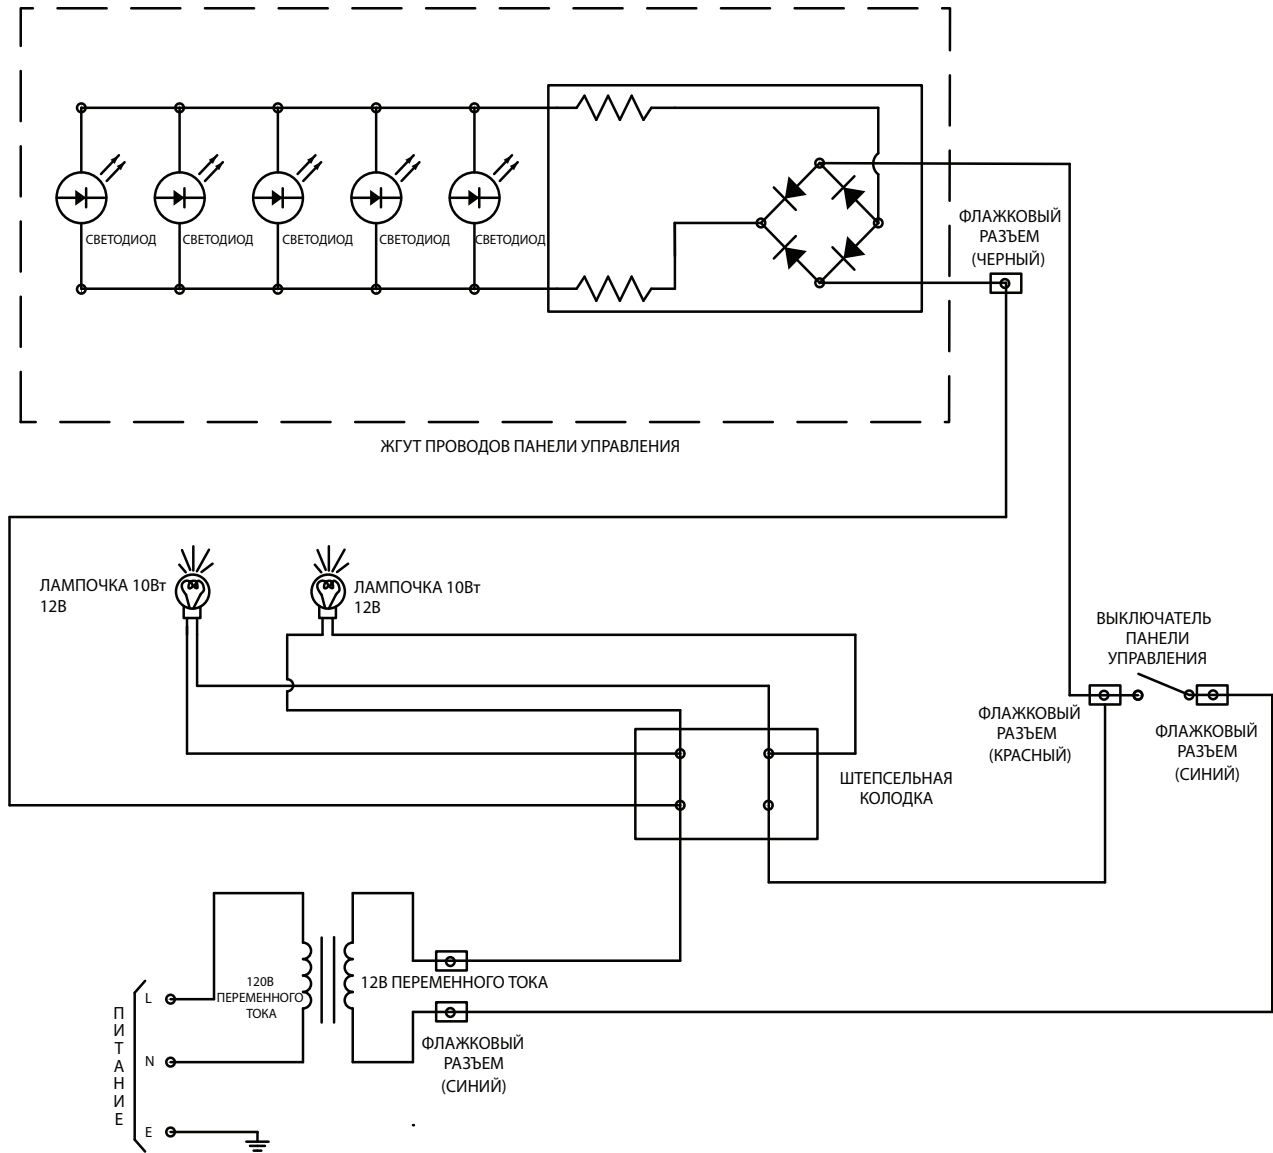 СВЕТОДИОД
СВЕТОДИОД
СВЕТОДИОД
СВЕТОДИОД
СВЕТОДИОД
ФЛАЖКОВЫЙ
РАЗЪЕМ
(ЧЕРНЫЙ)
ЖГУТ ПРОВОДОВ ПАНЕЛИ УПРАВЛЕНИЯ
ЛАМПОЧКА 10Вт
12В
ЛАМПОЧКА 10Вт
12В
ВЫКЛЮЧАТЕЛЬ
ПАНЕЛИ
УПРАВЛЕНИЯ
ФЛАЖКОВЫЙ
РАЗЪЕМ
(КРАСНЫЙ)
ФЛАЖКОВЫЙ
РАЗЪЕМ
(СИНИЙ)
ШТЕПСЕЛЬНАЯ
КОЛОДКА
120В
ПЕРЕМЕННОГО
ТОКА
12В ПЕРЕМЕННОГО ТОКА
ФЛАЖКОВЫЙ
РАЗЪЕМ
(СИНИЙ)
ПИТАНИЕ
L
N
E